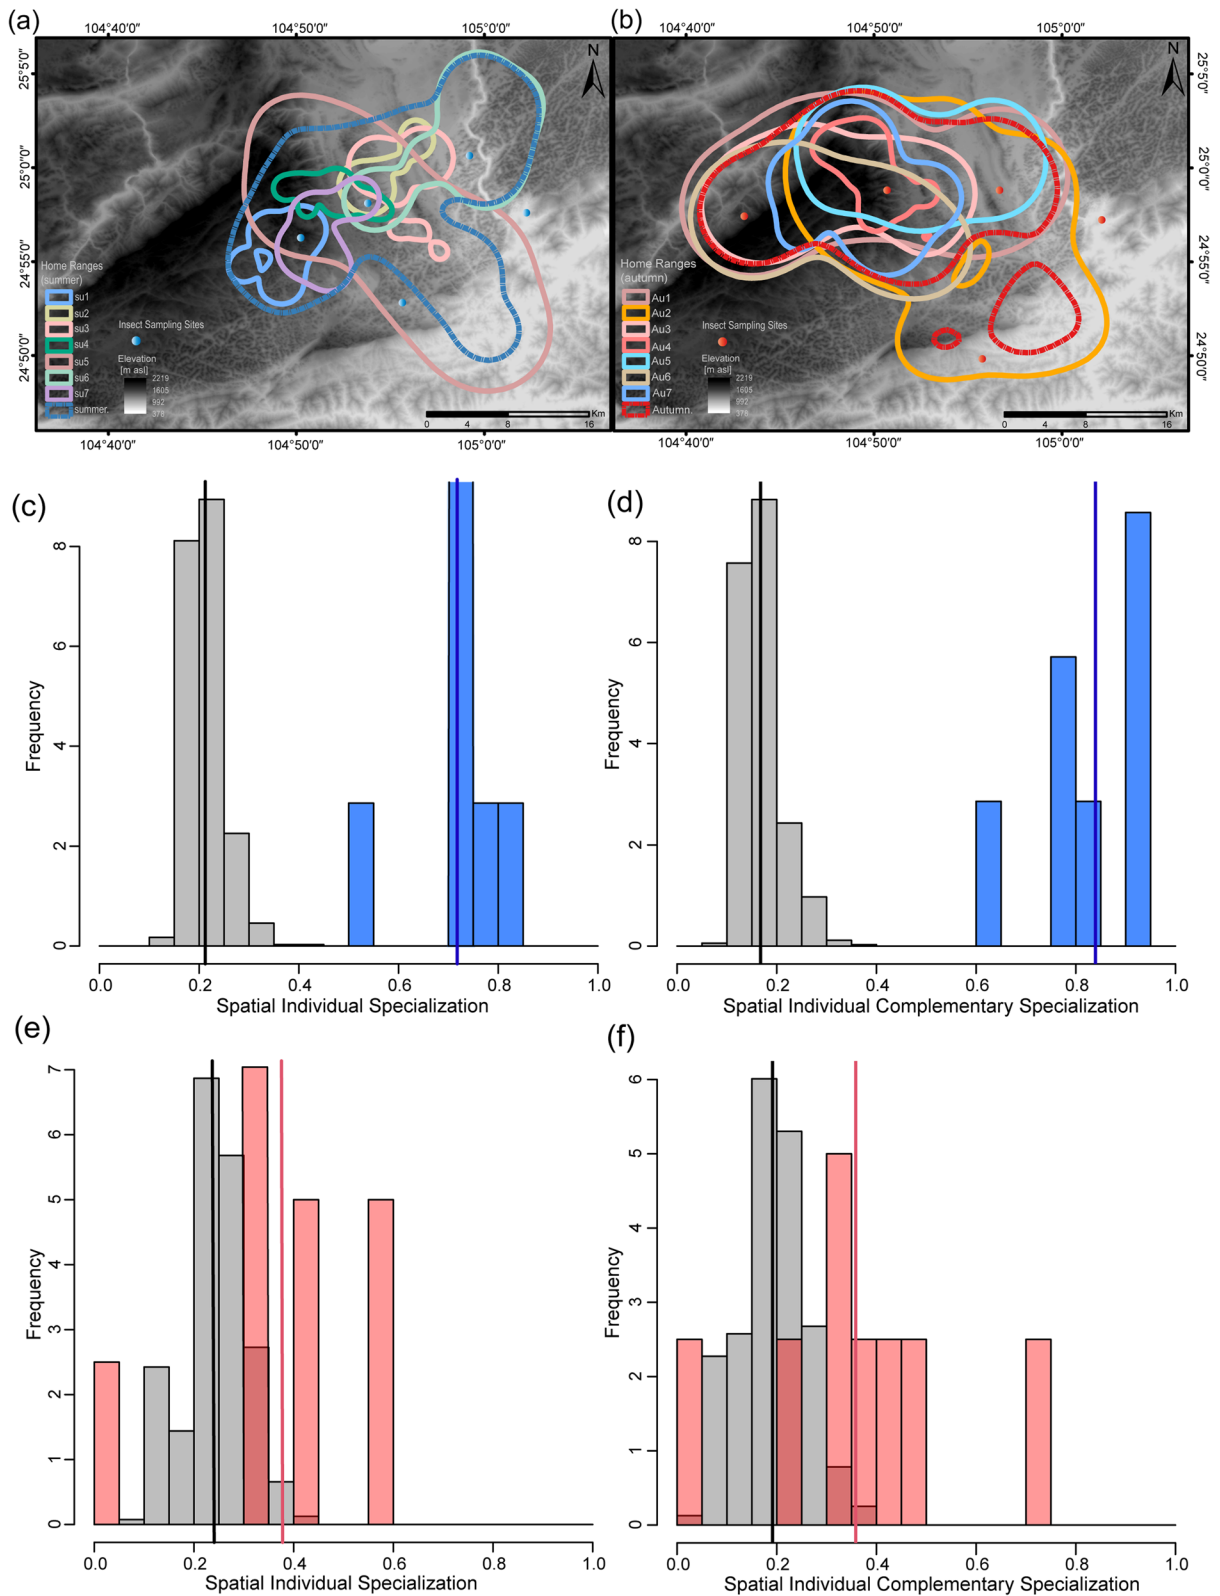 (a)
104°40'0"
104°50'0"
105°0'0"
N
25°5'0"
25°0'0"
24°55'0"
24°50'0"
Home Ranges
(summer)
su1
su2
su3
su4
su5
su6
su7
summer.
Insect Sampling Sites
Elevation
[m asl]
2219
1605
992
378
Km
0 4 8 16
104°40'0"
104°50'0"
105°0'0"
(b)
104°40'0"
104°50'0"
105°0'0"
N
25°5'0"
25°0'0"
24°55'0"
24°50'0"
Home Ranges
(autumn)
Au1
Au2
Au3
Au4
Au5
Au6
Au7
Autumn.
Insect Sampling Sites
Elevation
[m asl]
2219
1605
992
378
Km
0 4 8 16
104°40'0"
104°50'0"
105°0'0"
(c)
Frequency
8
6
4
2
0
0.0 0.2 0.4 0.6 0.8 1.0
Spatial Individual Specialization
(d)
Frequency
8
6
4
2
0
0.0 0.2 0.4 0.6 0.8 1.0
Spatial Individual Complementary Specialization
(e)
Frequency
7
6
5
4
3
2
1
0
0.0 0.2 0.4 0.6 0.8 1.0
Spatial Individual Specialization
(f)
Frequency
6
5
4
3
2
1
0
0.0 0.2 0.4 0.6 0.8 1.0
Spatial Individual Complementary Specialization